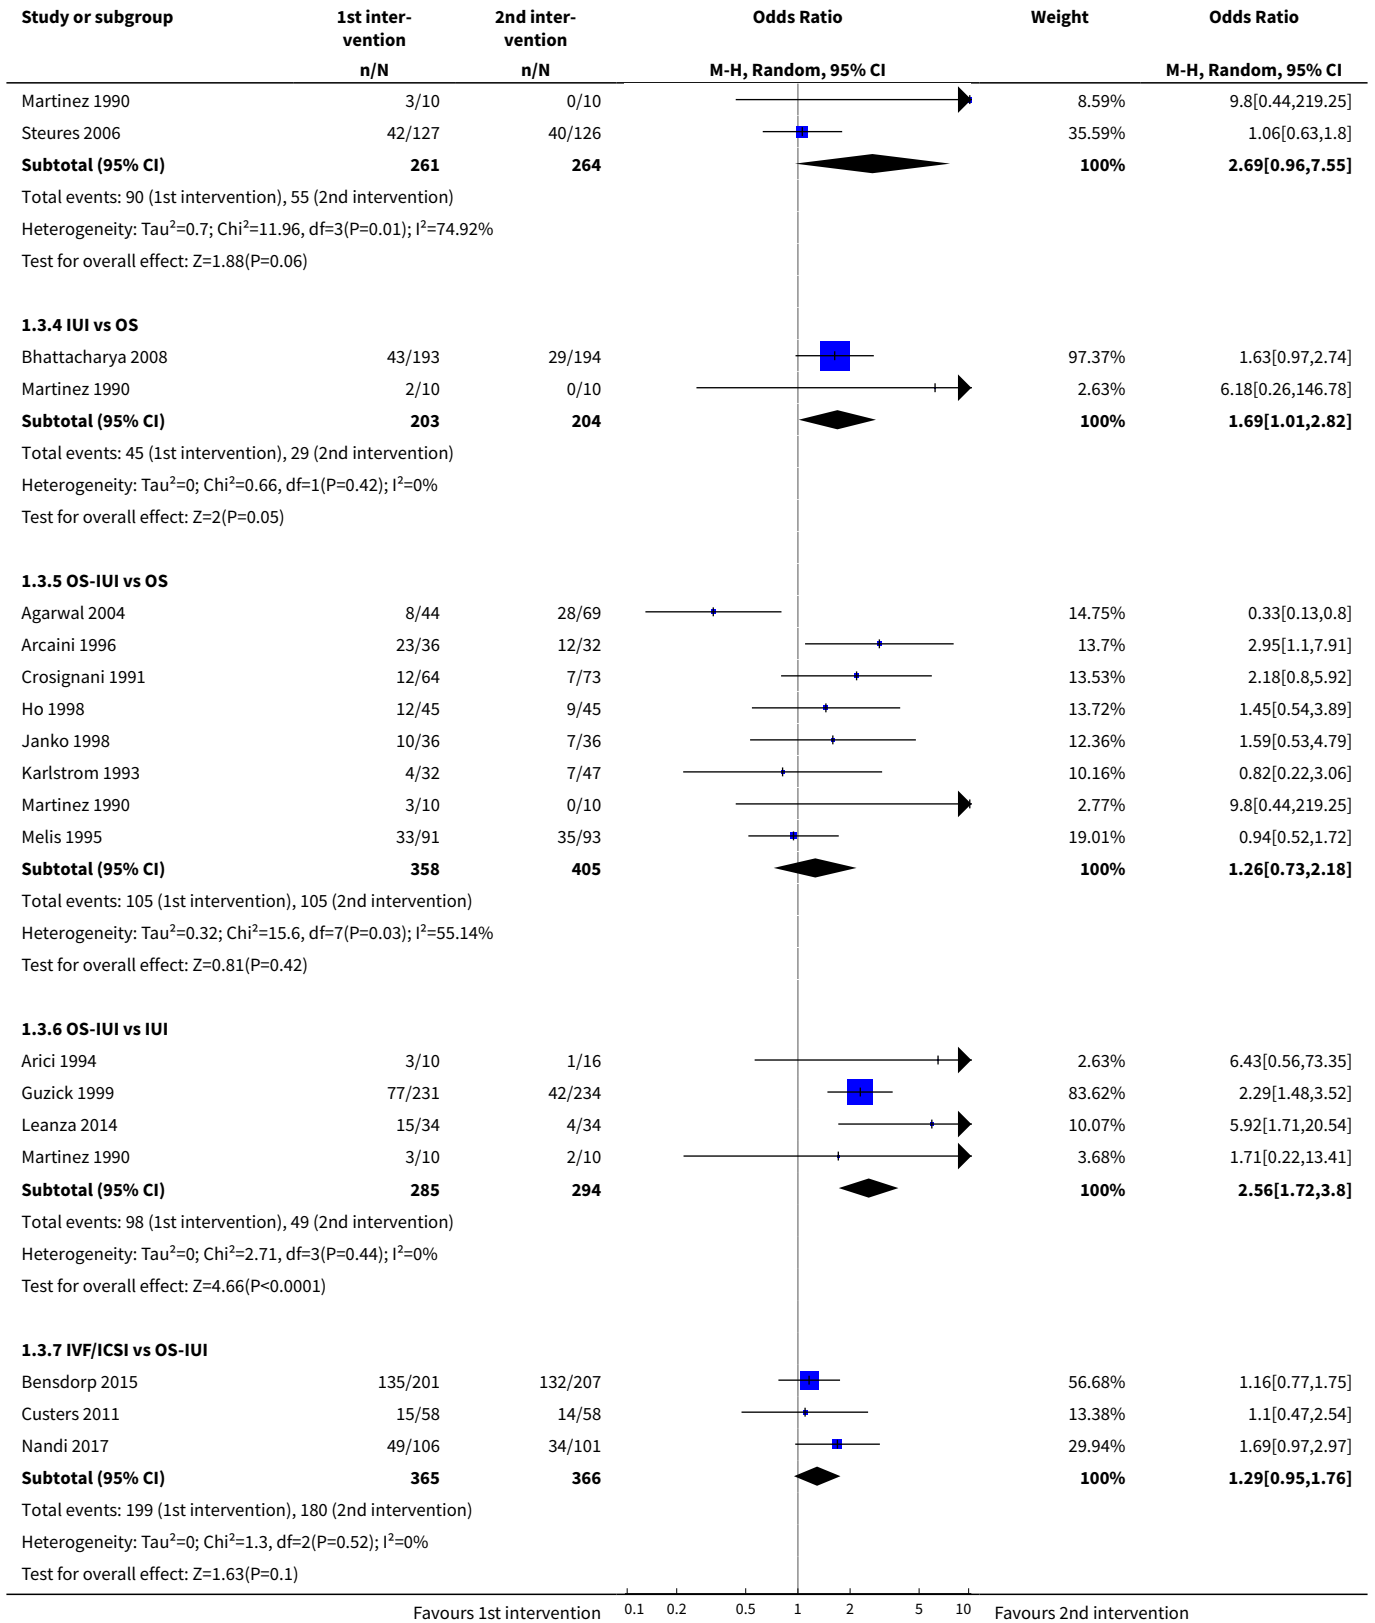 Study or subgroup 1st inter- 2nd inter- Odds Ratio Weight Odds Ratio
vention vention
n/N n/N M-H, Random, 95% CI M-H, Random, 95% CI
Martinez 1990 3/10 0/10 8.59% 9.8[0.44,219.25]
Steures 2006 42/127 40/126 35.59% 1.06[0.63,1.8]
Subtotal (95% CI) 261 264 100% 2.69[0.96,7.55]
Total events: 90 (1st intervention), 55 (2nd intervention)
Heterogeneity: Tau²=0.7; Chi²=11.96, df=3(P=0.01); I²=74.92%
Test for overall effect: Z=1.88(P=0.06)
1.3.4 IUI vs OS
Bhattacharya 2008 43/193 29/194 97.37% 1.63[0.97,2.74]
Martinez 1990 2/10 0/10 2.63% 6.18[0.26,146.78]
Subtotal (95% CI) 203 204 100% 1.69[1.01,2.82]
Total events: 45 (1st intervention), 29 (2nd intervention)
Heterogeneity: Tau²=0; Chi²=0.66, df=1(P=0.42); I²=0%
Test for overall effect: Z=2(P=0.05)
1.3.5 OS-IUI vs OS
Agarwal 2004 8/44 28/69 14.75% 0.33[0.13,0.8]
Arcaini 1996 23/36 12/32 13.7% 2.95[1.1,7.91]
Crosignani 1991 12/64 7/73 13.53% 2.18[0.8,5.92]
Ho 1998 12/45 9/45 13.72% 1.45[0.54,3.89]
Janko 1998 10/36 7/36 12.36% 1.59[0.53,4.79]
Karlstrom 1993 4/32 7/47 10.16% 0.82[0.22,3.06]
Martinez 1990 3/10 0/10 2.77% 9.8[0.44,219.25]
Melis 1995 33/91 35/93 19.01% 0.94[0.52,1.72]
Subtotal (95% CI) 358 405 100% 1.26[0.73,2.18]
Total events: 105 (1st intervention), 105 (2nd intervention)
Heterogeneity: Tau²=0.32; Chi²=15.6, df=7(P=0.03); I²=55.14%
Test for overall effect: Z=0.81(P=0.42)
1.3.6 OS-IUI vs IUI
Arici 1994 3/10 1/16 2.63% 6.43[0.56,73.35]
Guzick 1999 77/231 42/234 83.62% 2.29[1.48,3.52]
Leanza 2014 15/34 4/34 10.07% 5.92[1.71,20.54]
Martinez 1990 3/10 2/10 3.68% 1.71[0.22,13.41]
Subtotal (95% CI) 285 294 100% 2.56[1.72,3.8]
Total events: 98 (1st intervention), 49 (2nd intervention)
Heterogeneity: Tau²=0; Chi²=2.71, df=3(P=0.44); I²=0%
Test for overall effect: Z=4.66(P<0.0001)
1.3.7 IVF/ICSI vs OS-IUI
Bensdorp 2015 135/201 132/207 56.68% 1.16[0.77,1.75]
Custers 2011 15/58 14/58 13.38% 1.1[0.47,2.54]
Nandi 2017 49/106 34/101 29.94% 1.69[0.97,2.97]
Subtotal (95% CI) 365 366 100% 1.29[0.95,1.76]
Total events: 199 (1st intervention), 180 (2nd intervention)
Heterogeneity: Tau²=0; Chi²=1.3, df=2(P=0.52); I²=0%
Test for overall effect: Z=1.63(P=0.1)
Favours 1st intervention 0.1 0.2 0.5 1 2 5 10 Favours 2nd intervention